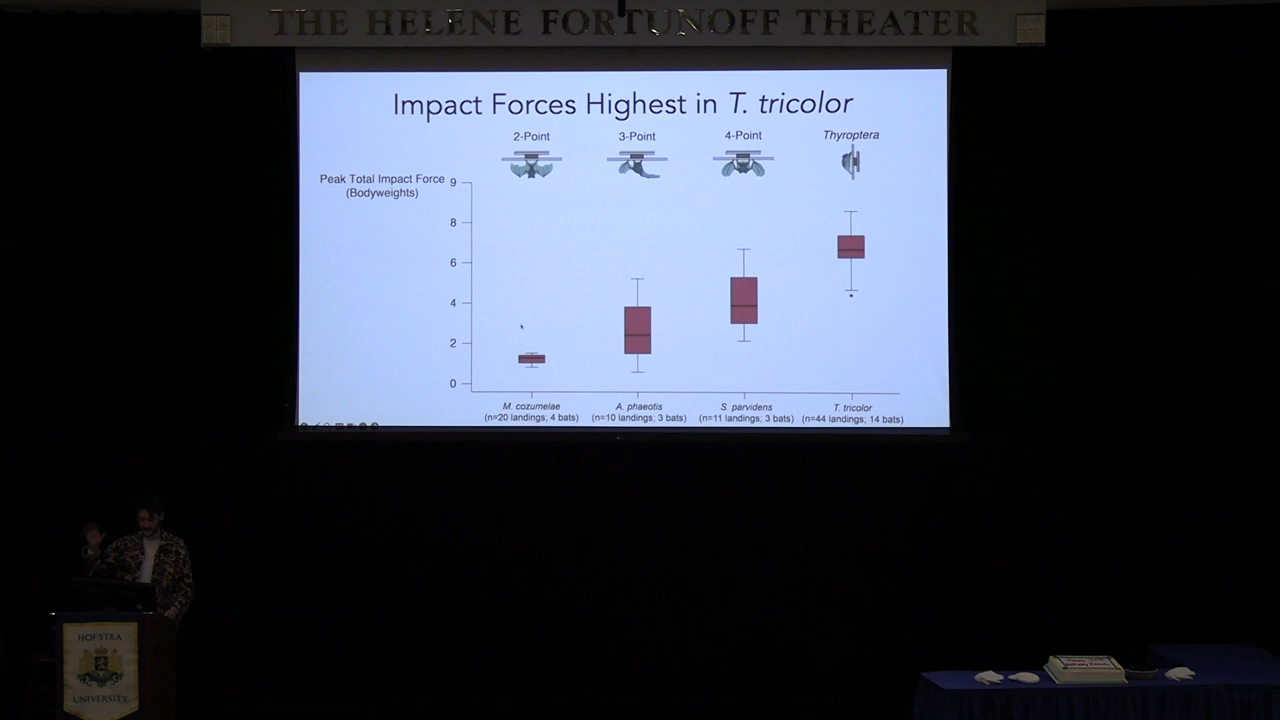 THE HELENE FORTUNOFF THEATER
Impact Forces Highest in T. tricolor
2-Point
3-Point
4-Point
Thyroptera
Peak Total Impact Force
(Bodyweights)
9
8
6
4
2
0
M. cozumelae
(n=20 landings; 4 bats)
A. phaeotis
(n=10 landings; 3 bats)
S. parvidens
(n=11 landings; 3 bats)
T. tricolor
(n=44 landings; 14 bats)
HOFSTRA
UNIVERSITY